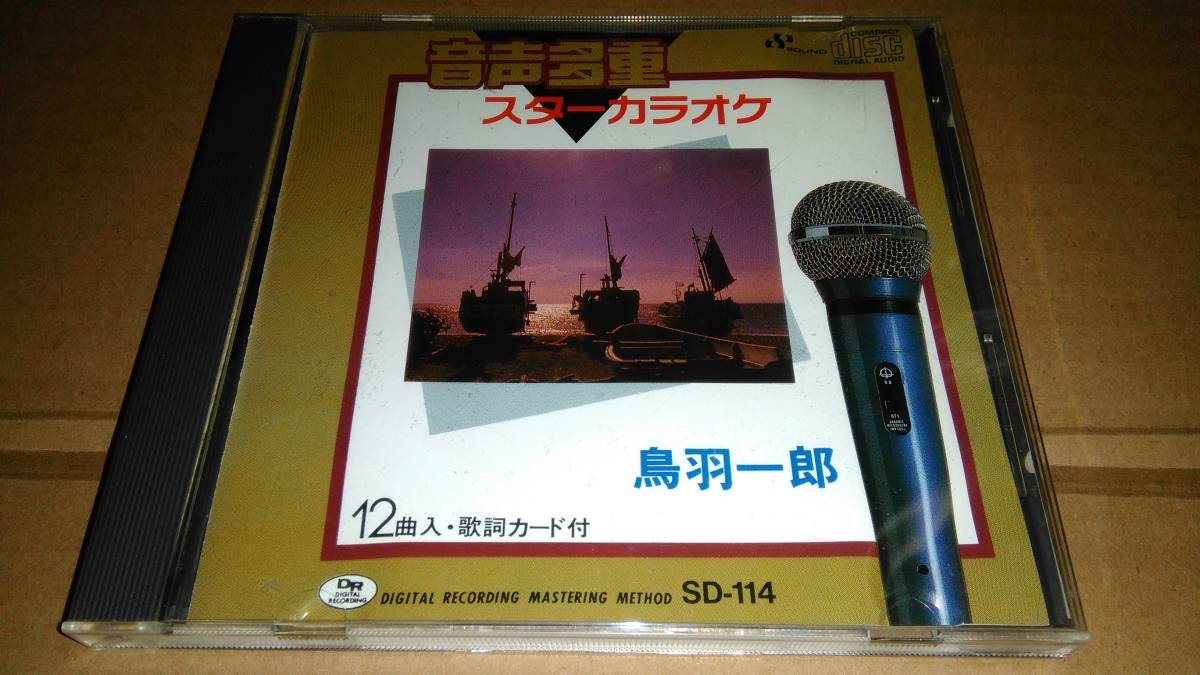 音声多重
スターカラオケ
SOUND
COMPACT
disc
DIGITAL AUDIO
鳥羽一郎
12曲入・歌詞カード付
DR
DIGITAL
RECORDING
DIGITAL RECORDING MASTERING METHOD SD-114